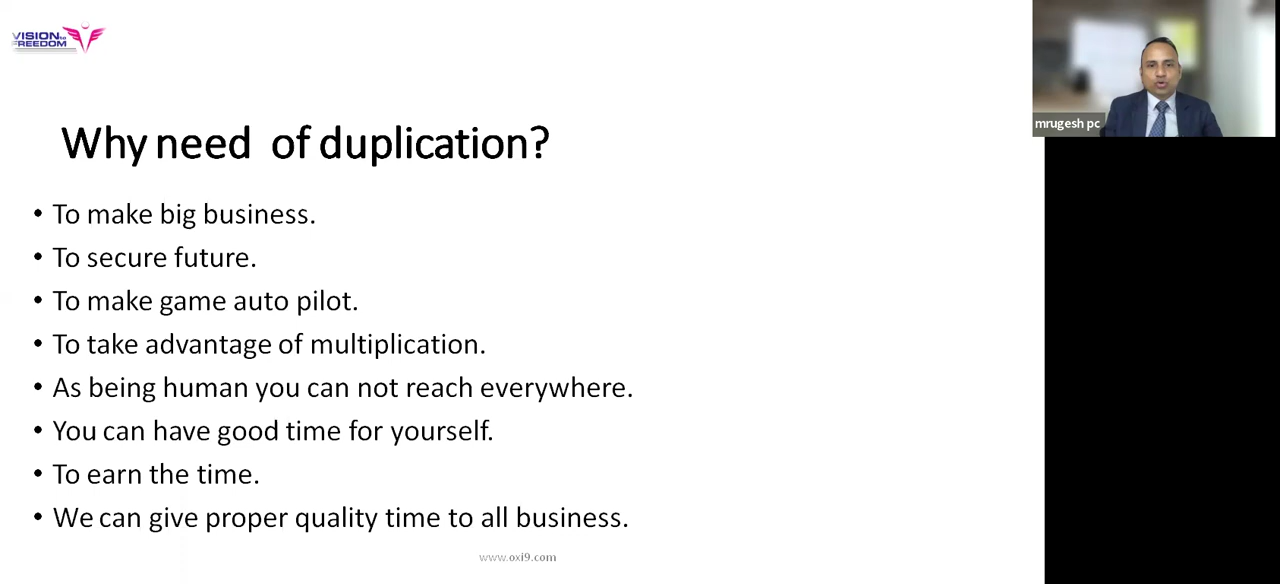 VISION to
FREEDOM
mrugesh pc
Why need of duplication?
• To make big business.
• To secure future.
• To make game auto pilot.
• To take advantage of multiplication.
• As being human you can not reach everywhere.
• You can have good time for yourself.
• To earn the time.
• We can give proper quality time to all business.
www.oxi9.com